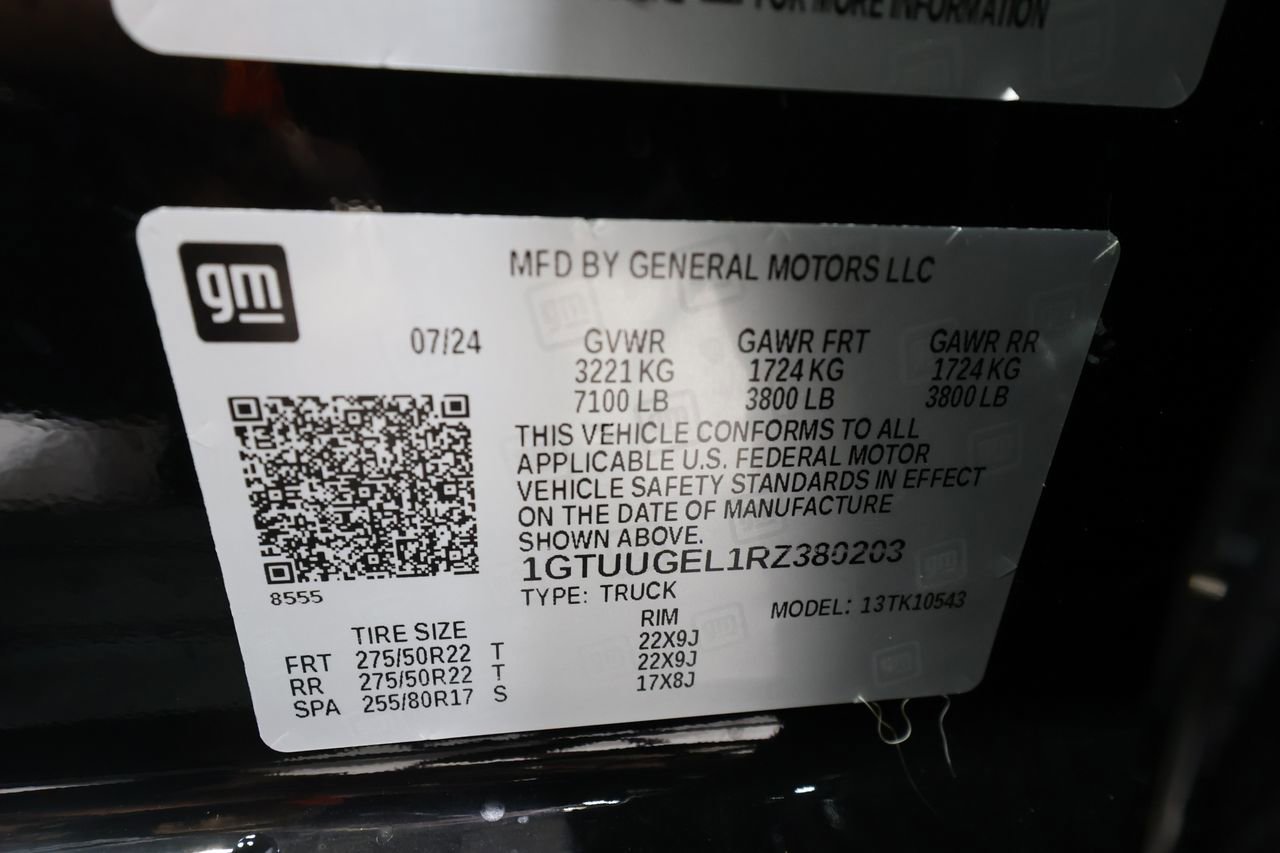 FOR MORE INFORMATION
gm
MFD BY GENERAL MOTORS LLC
07/24 GVWR GAWR FRT GAWR RR
3221 KG 1724 KG 1724 KG
7100 LB 3800 LB 3800 LB
THIS VEHICLE CONFORMS TO ALL
APPLICABLE U.S. FEDERAL MOTOR
VEHICLE SAFETY STANDARDS IN EFFECT
ON THE DATE OF MANUFACTURE
SHOWN ABOVE.
1GTUUGEL1RZ380203
8555
TYPE: TRUCK
MODEL: 13TK10543
TIRE SIZE RIM
FRT 275/50R22 T 22X9J
RR 275/50R22 T 22X9J
SPA 255/80R17 S 17X8J